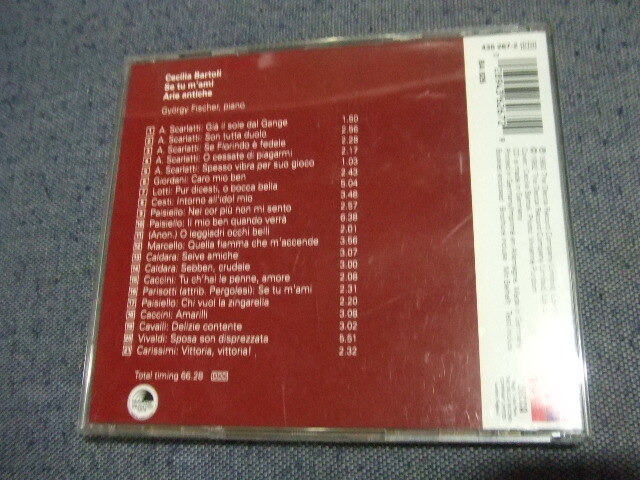 Cecilia Bartoli
Se tu m'ami
Arie antiche
György Fischer, piano
1 A. Scarlatti: Già il sole dal Gange 1.50
2 A. Scarlatti: Son tutta duolo 2.56
3 A. Scarlatti: Se Florindo è fedele 2.28
4 A. Scarlatti: O cessate di piagarmi 2.17
5 A. Scarlatti: Spesso vibra per suo gioco 1.03
6 Giordani: Caro mio ben 2.43
7 Lotti: Pur dicesti, o bocca bella 5.04
8 Cesti: Intorno all'idol mio 3.48
9 Paisiello: Nel cor più non mi sento 2.57
10 Paisiello: Il mio ben quando verrà 6.38
11 (Anon.) O leggiadri occhi belli 2.01
12 Marcello: Quella fiamma che m'accende 3.56
13 Caldara: Selve amiche 3.07
14 Caldara: Sebben, crudele 3.00
15 Caccini: Tu ch'hai le penne, amore 2.08
16 Parisotti (attrib. Pergolesi): Se tu m'ami 2.31
17 Paisiello: Chi vuol la zingarella 2.20
18 Caccini: Amarilli 3.08
19 Cavalli: Delizie contente 3.02
20 Vivaldi: Sposa son disprezzata 5.51
21 Carissimi: Vittoria, vittoria! 2.32
Total timing 66.28 DDD
436 267-2